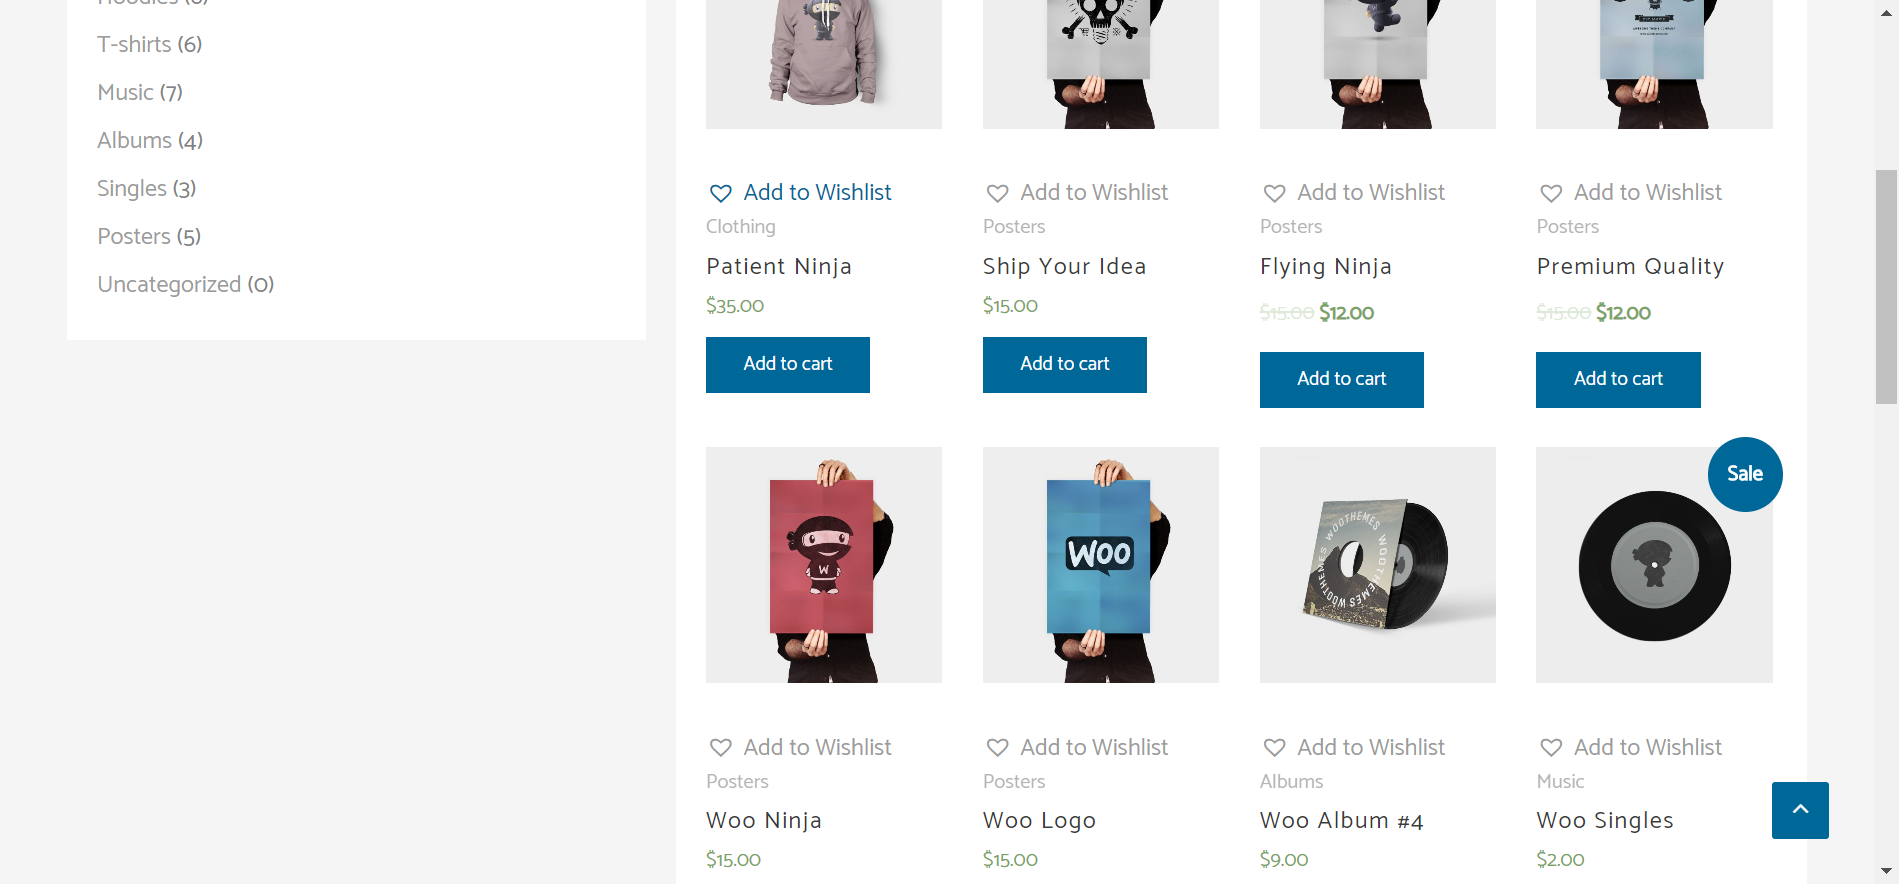 Hoodies (6)
T-shirts (6)
Music (7)
Albums (4)
Singles (3)
Posters (5)
Uncategorized (0)
Add to Wishlist
Clothing
Patient Ninja
$35.00
Add to cart
Add to Wishlist
Posters
Ship Your Idea
$15.00
Add to cart
Add to Wishlist
Posters
Flying Ninja
$15.00 $12.00
Add to cart
Add to Wishlist
Posters
Premium Quality
$15.00 $12.00
Add to cart
W
Add to Wishlist
Posters
Woo Ninja
$15.00
WOO
Add to Wishlist
Posters
Woo Logo
$15.00
WOOTHEMES WOOTHEMES WOOTHEMES
Add to Wishlist
Albums
Woo Album #4
$9.00
Sale
Add to Wishlist
Music
Woo Singles
$2.00